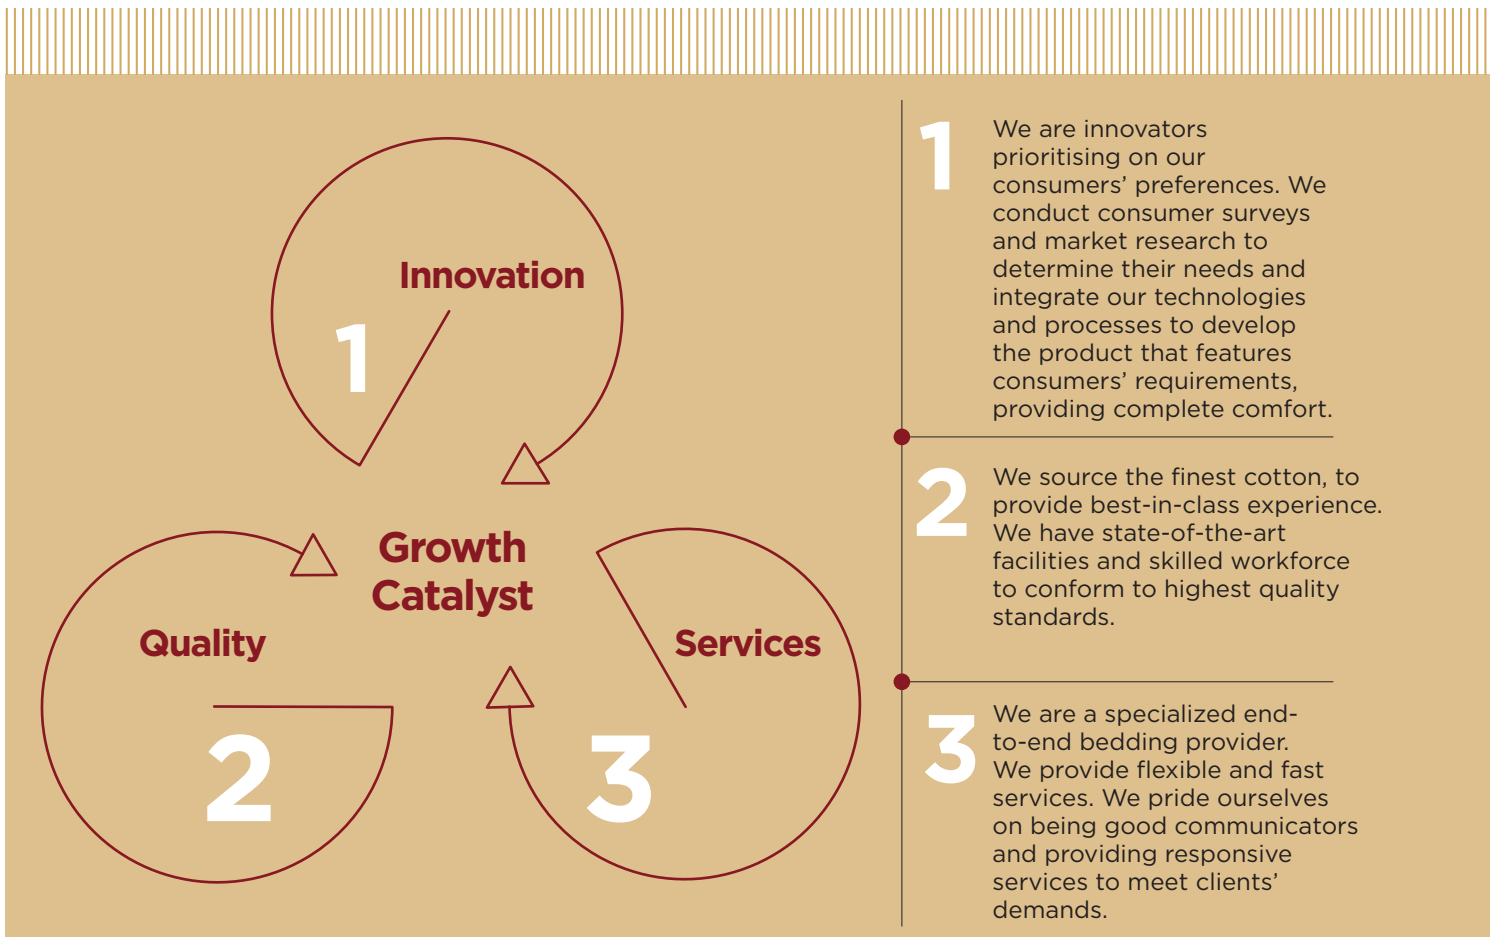 Innovation
1
Growth
Catalyst
Quality
2
Services
3
1
We are innovators
prioritising on our
consumers’ preferences. We
conduct consumer surveys
and market research to
determine their needs and
integrate our technologies
and processes to develop
the product that features
consumers’ requirements,
providing complete comfort.
2
We source the finest cotton, to
provide best-in-class experience.
We have state-of-the-art
facilities and skilled workforce
to conform to highest quality
standards.
3
We are a specialized end-
to-end bedding provider.
We provide flexible and fast
services. We pride ourselves
on being good communicators
and providing responsive
services to meet clients’
demands.